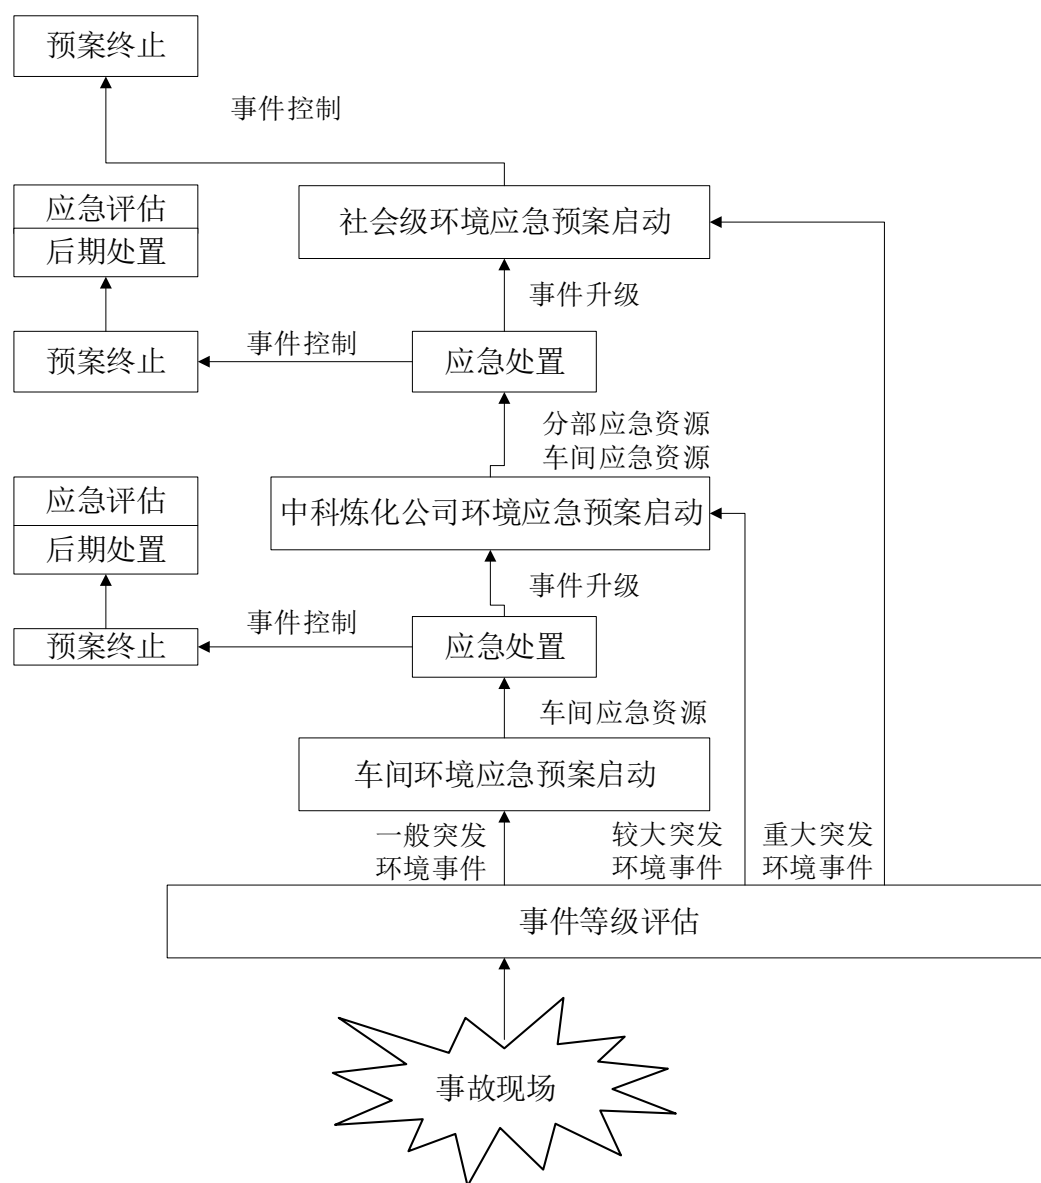 预案终止
事件控制
应急评估
后期处置
社会级环境应急预案启动
事件升级
预案终止
事件控制
应急处置
分部应急资源
车间应急资源
应急评估
后期处置
中科炼化公司环境应急预案启动
事件升级
预案终止
事件控制
应急处置
车间应急资源
车间环境应急预案启动
一般突发
环境事件
较大突发
环境事件
重大突发
环境事件
事件等级评估
事故现场